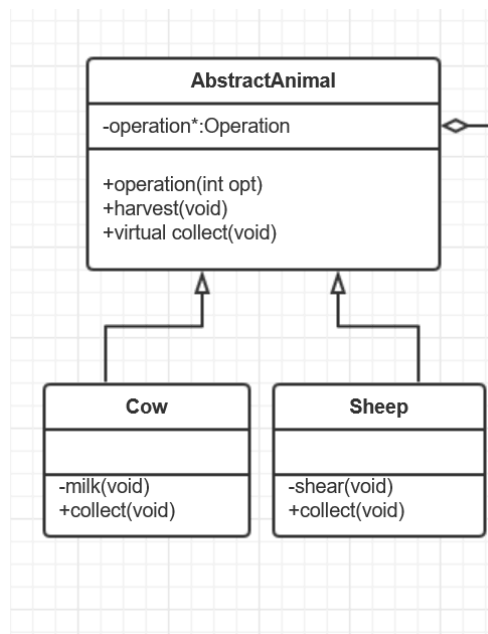 AbstractAnimal
-operation*:Operation
+operation(int opt)
+harvest(void)
+virtual collect(void)
Cow
-milk(void)
+collect(void)
Sheep
-shear(void)
+collect(void)